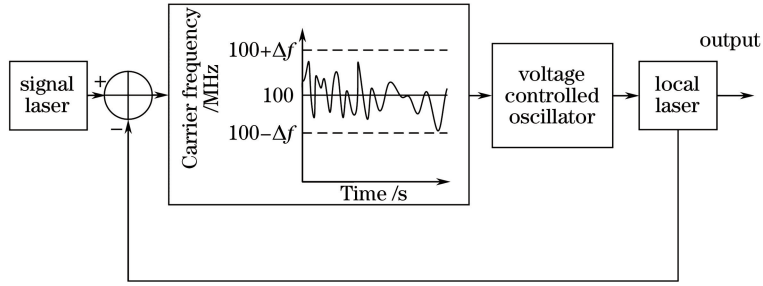 signal
laser
+
−
Carrier frequency
/MHz
100+Δf
100
100−Δf
Time /s
voltage
controlled
oscillator
local
laser
output